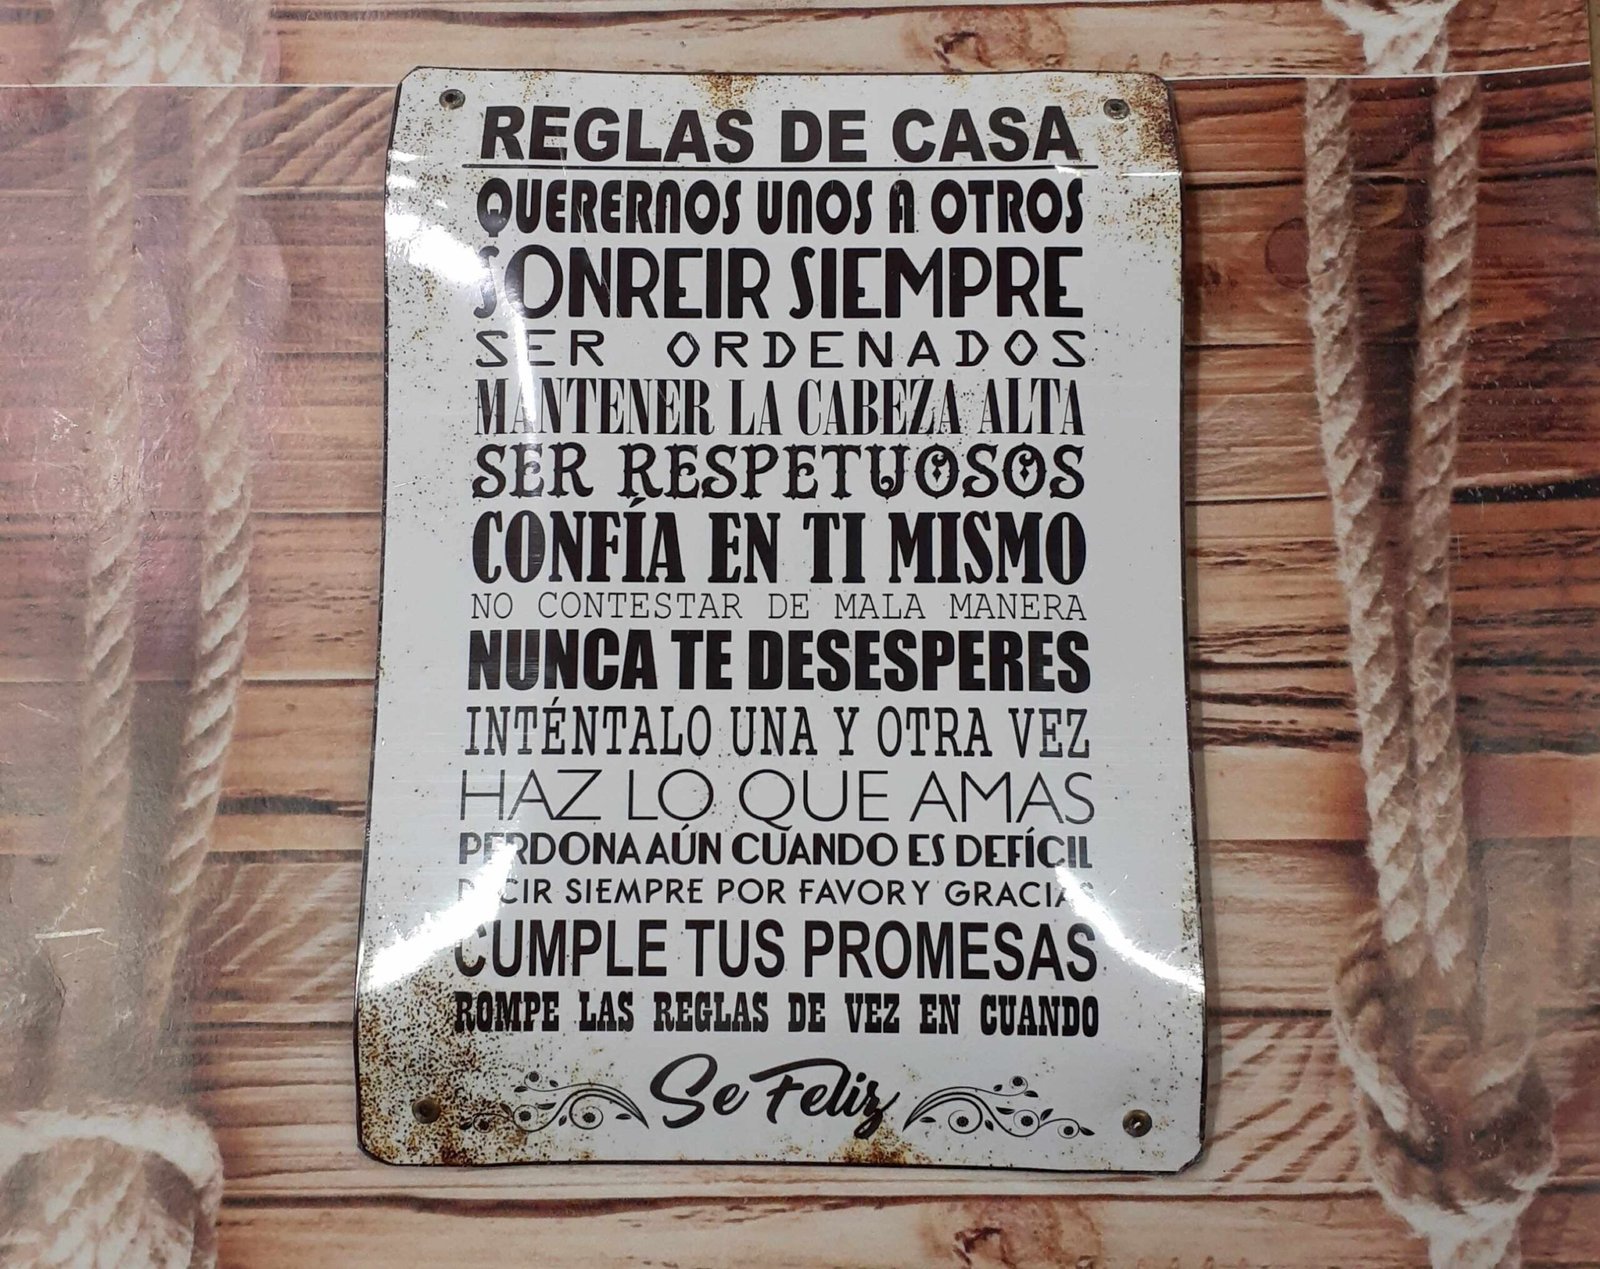 REGLAS DE CASA
QUERERNOS UNOS A OTROS
SONREIR SIEMPRE
SER ORDENADOS
MANTENER LA CABEZA ALTA
SER RESPETUOSOS
CONFÍA EN TI MISMO
NO CONTESTAR DE MALA MANERA
NUNCA TE DESESPERES
INTÉNTALO UNA Y OTRA VEZ
HAZ LO QUE AMAS
PERDONA AÚN CUANDO ES DEFÍCIL
DECIR SIEMPRE POR FAVOR Y GRACIAS
CUMPLE TUS PROMESAS
ROMPE LAS REGLAS DE VEZ EN CUANDO
Se Feliz